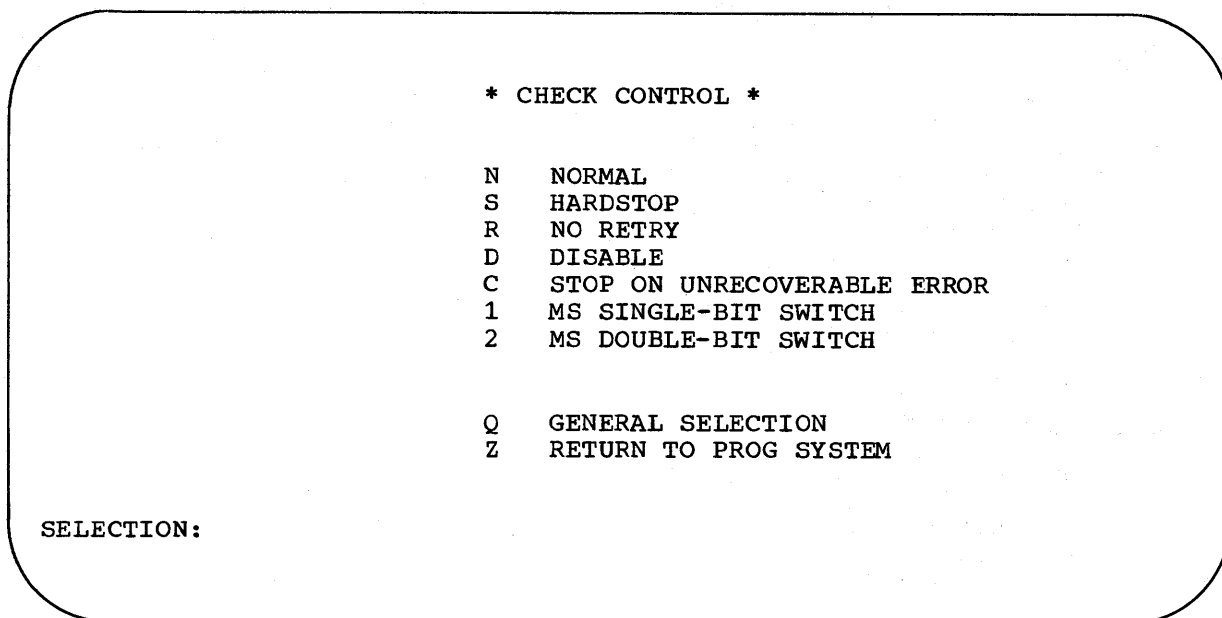 * CHECK CONTROL *
N NORMAL
S HARDSTOP
R NO RETRY
D DISABLE
C STOP ON UNRECOVERABLE ERROR
1 MS SINGLE-BIT SWITCH
2 MS DOUBLE-BIT SWITCH
Q GENERAL SELECTION
Z RETURN TO PROG SYSTEM
SELECTION: